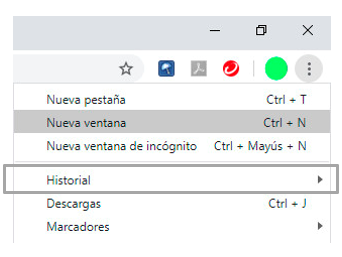 Nueva pestaña Ctrl + T
Nueva ventana Ctrl + N
Nueva ventana de incógnito Ctrl + Mayús + N
Historial
Descargas Ctrl + J
Marcadores